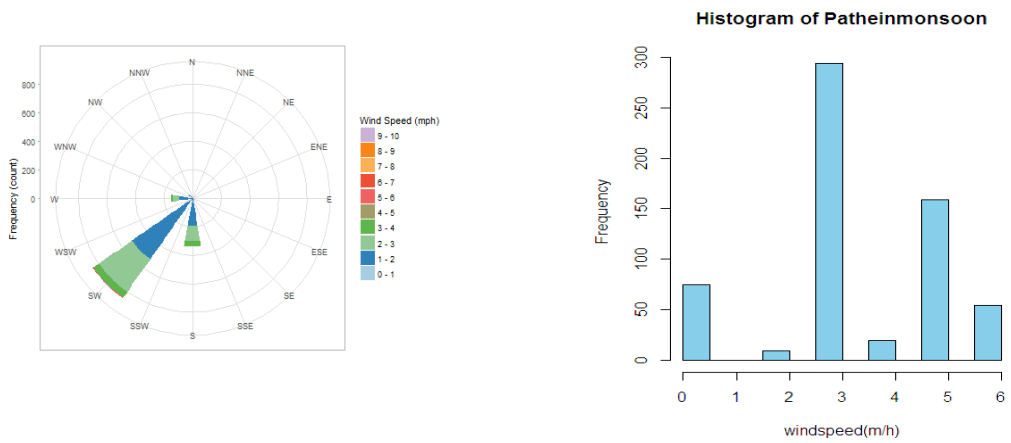 N
NNE
NE
ENE
E
ESE
SE
SSE
S
SSW
SW
WSW
W
WNW
NW
NNW
800
600
400
200
0
Frequency (count)
Wind Speed (mph)
9 - 10
8 - 9
7 - 8
6 - 7
5 - 6
4 - 5
3 - 4
2 - 3
1 - 2
0 - 1
Histogram of Patheinmonsoon
Frequency
300
250
200
150
100
50
0
0 1 2 3 4 5 6
windspeed(m/h)